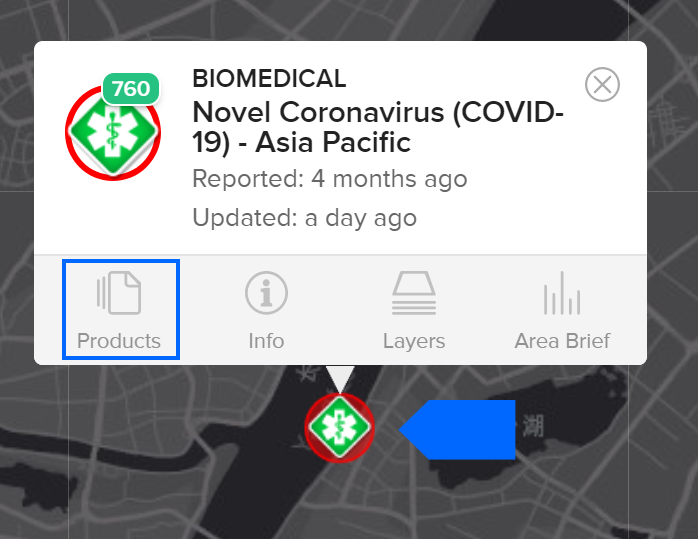 760
BIOMEDICAL
Novel Coronavirus (COVID-
19) - Asia Pacific
Reported: 4 months ago
Updated: a day ago
Products
Info
Layers
Area Brief
长
湖